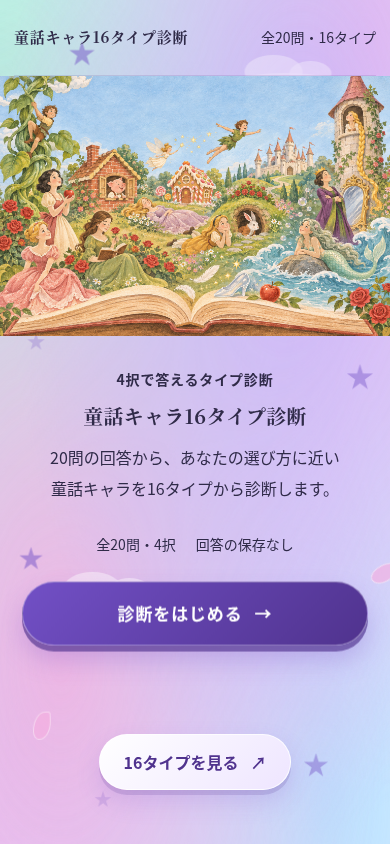 童話キャラ16タイプ診断
全20問・16タイプ
4択で答えるタイプ診断
童話キャラ16タイプ診断
20問の回答から、あなたの選び方に近い
童話キャラを16タイプから診断します。
全20問・4択 回答の保存なし
診断をはじめる →
16タイプを見る ↗